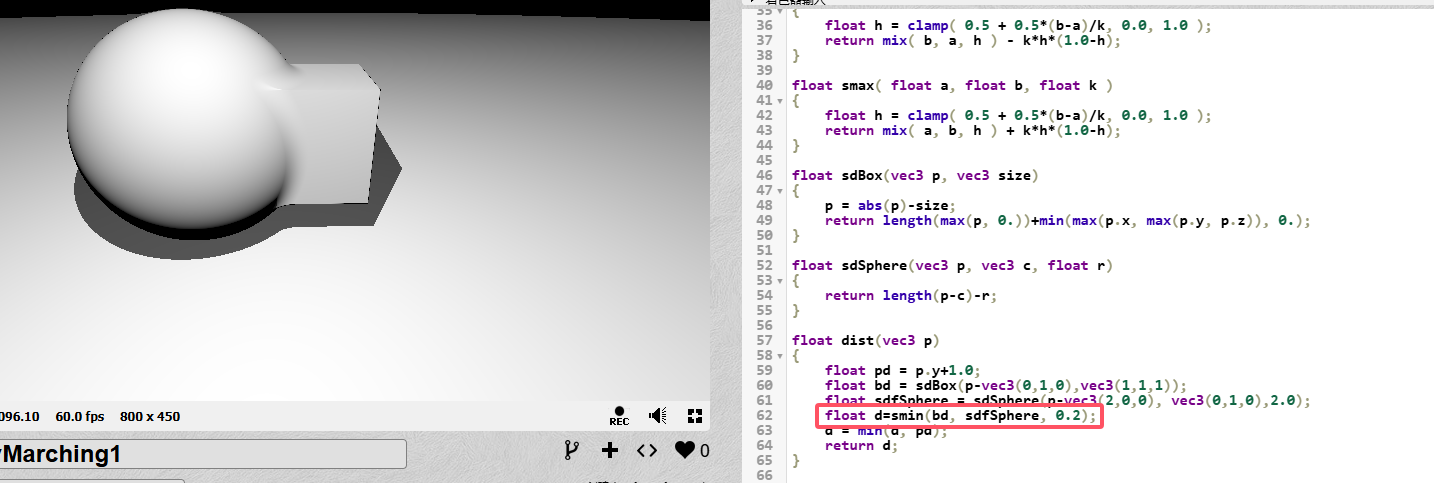 着色器输入
35 {
36 float h = clamp( 0.5 + 0.5*(b-a)/k, 0.0, 1.0 );
37 return mix( b, a, h ) - k*h*(1.0-h);
38 }
39
40 float smax( float a, float b, float k )
41 {
42 float h = clamp( 0.5 + 0.5*(b-a)/k, 0.0, 1.0 );
43 return mix( a, b, h ) + k*h*(1.0-h);
44 }
45
46 float sdBox(vec3 p, vec3 size)
47 {
48 p = abs(p)-size;
49 return length(max(p, 0.))+min(max(p.x, max(p.y, p.z)), 0.);
50 }
51
52 float sdSphere(vec3 p, vec3 c, float r)
53 {
54 return length(p-c)-r;
55 }
56
57 float dist(vec3 p)
58 {
59 float pd = p.y+1.0;
60 float bd = sdBox(p-vec3(0,1,0),vec3(1,1,1));
61 float sdfSphere = sdSphere(p-vec3(2,0,0), vec3(0,1,0),2.0);
62 float d=smin(bd, sdfSphere, 0.2);
63 d = min(d, pd);
64 return d;
65 }
66
096.10 60.0 fps 800 x 450
REC
yMarching1
0